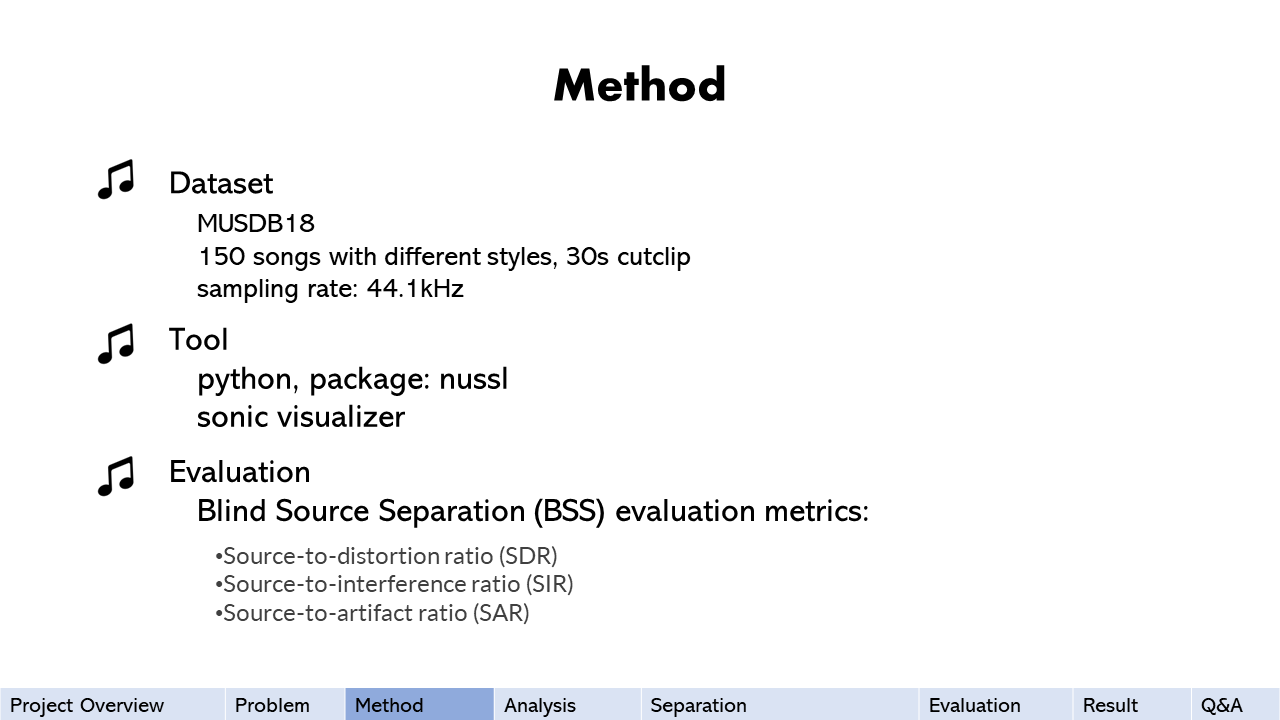 Method
Dataset
MUSDB18
150 songs with different styles, 30s cutclip
sampling rate: 44.1kHz
Tool
python, package: nussl
sonic visualizer
Evaluation
Blind Source Separation (BSS) evaluation metrics:
•Source-to-distortion ratio (SDR)
•Source-to-interference ratio (SIR)
•Source-to-artifact ratio (SAR)
Project Overview Problem Method Analysis Separation Evaluation Result Q&A